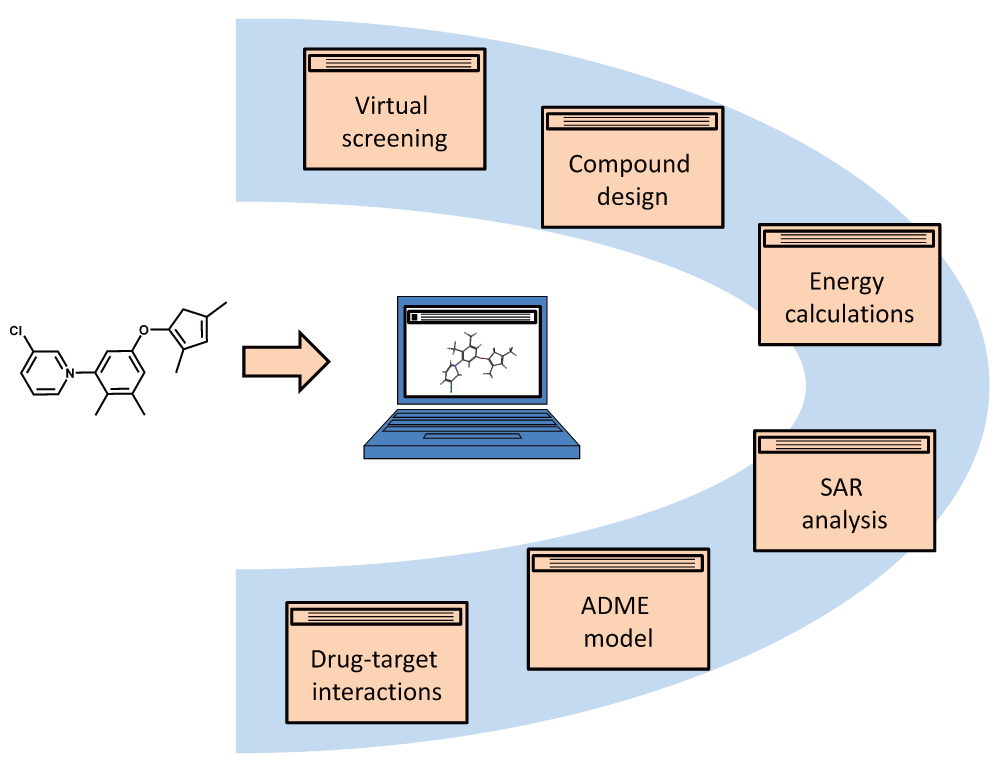 Virtual
screening
Compound
design
Energy
calculations
Cl
O
N
SAR
analysis
ADME
model
Drug-target
interactions